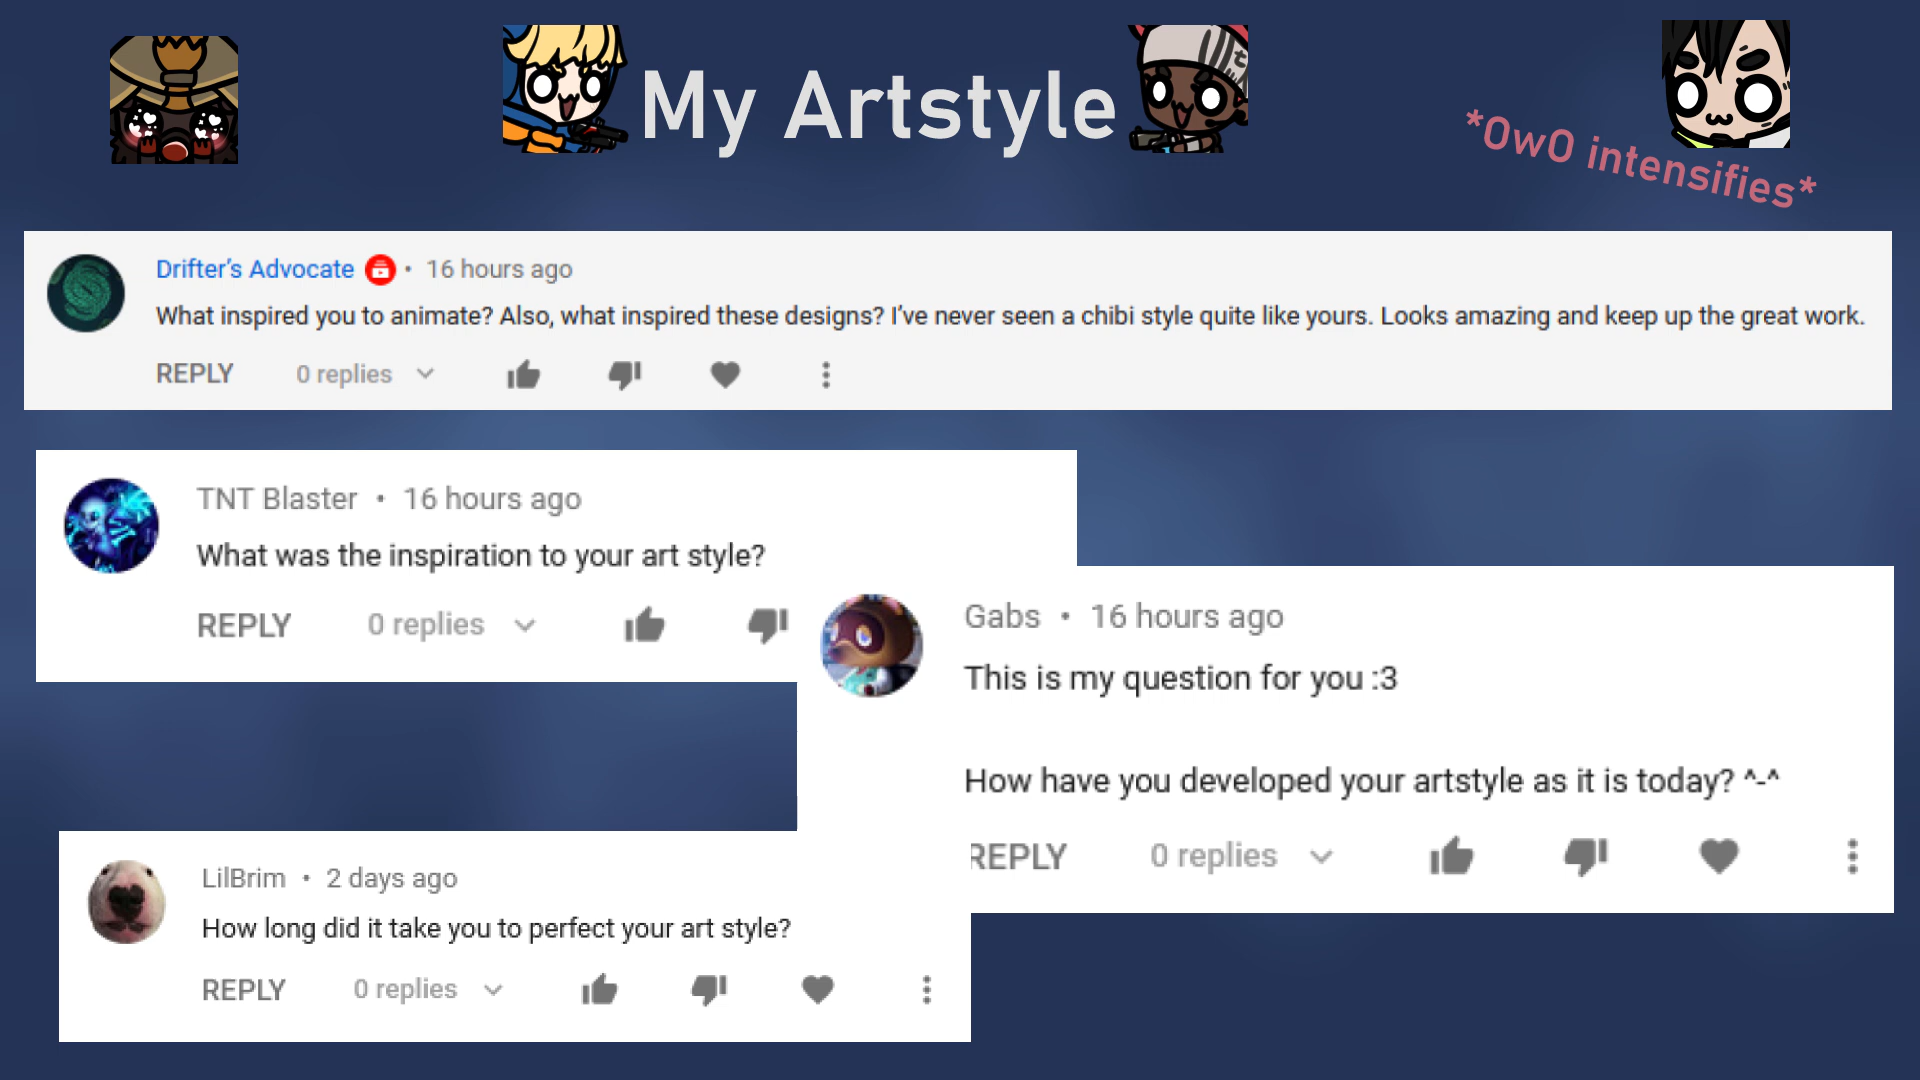 My Artstyle
*OwO intensifies*
Drifter's Advocate • 16 hours ago
What inspired you to animate? Also, what inspired these designs? I've never seen a chibi style quite like yours. Looks amazing and keep up the great work.
REPLY 0 replies
TNT Blaster • 16 hours ago
What was the inspiration to your art style?
REPLY 0 replies
Gabs • 16 hours ago
This is my question for you :3
How have you developed your artstyle as it is today? ^-^
REPLY 0 replies
LilBrim • 2 days ago
How long did it take you to perfect your art style?
REPLY 0 replies